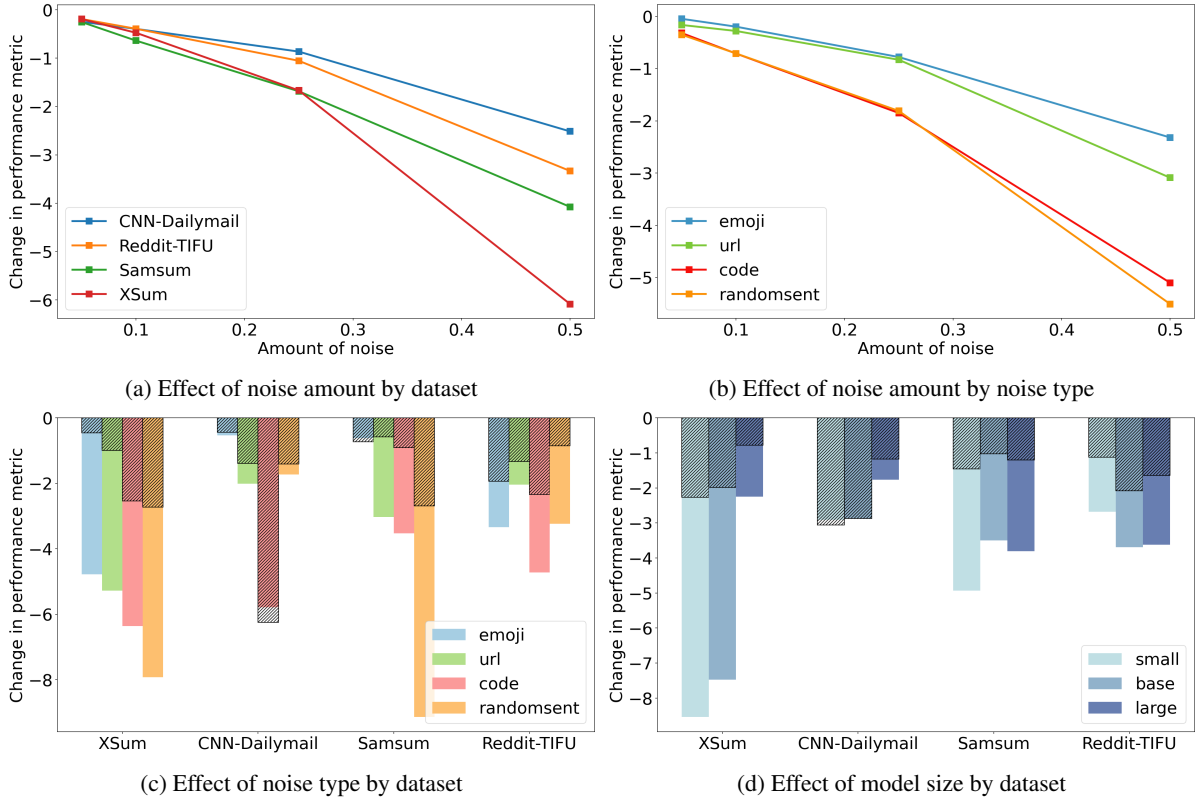 0
−1
−2
−3
−4
−5
−6
Change in performance metric
CNN-Dailymail
Reddit-TIFU
Samsum
XSum
0.1
0.2
0.3
0.4
0.5
Amount of noise
(a) Effect of noise amount by dataset
0
−1
−2
−3
−4
−5
Change in performance metric
emoji
url
code
randomsent
0.1
0.2
0.3
0.4
0.5
Amount of noise
(b) Effect of noise amount by noise type
0
−2
−4
−6
−8
Change in performance metric
emoji
url
code
randomsent
XSum
CNN-Dailymail
Samsum
Reddit-TIFU
(c) Effect of noise type by dataset
0
−1
−2
−3
−4
−5
−6
−7
−8
Change in performance metric
small
base
large
XSum
CNN-Dailymail
Samsum
Reddit-TIFU
(d) Effect of model size by dataset